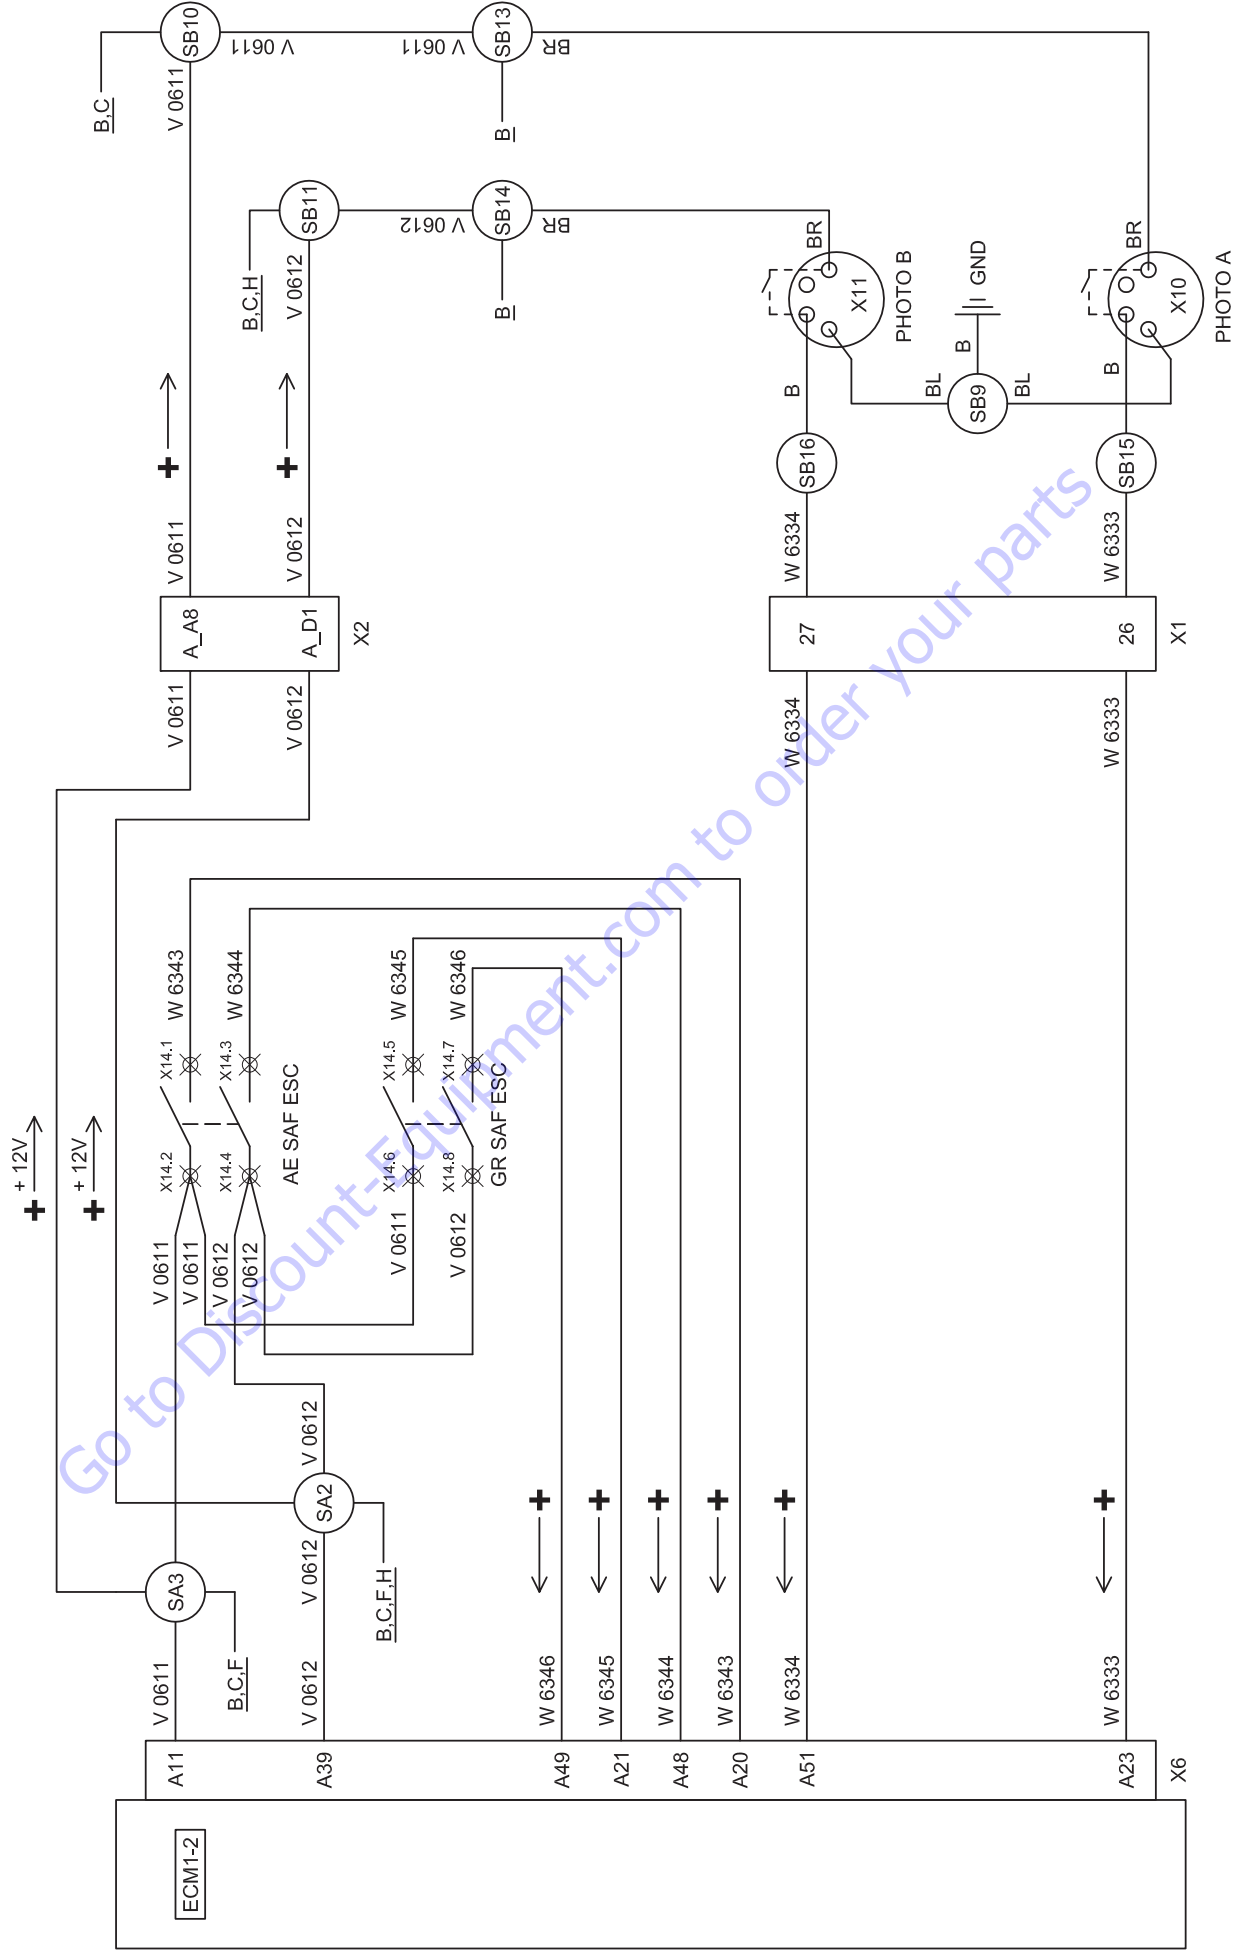 ECM1-2
X6
A11
A39
A49
A21
A48
A20
A51
A23
V 0611
V 0612
W 6346
W 6345
W 6344
W 6343
W 6334
W 6333
B,C,F
B,C,F,H
SA3
SA2
V 0612
V 0612
+ 12V
+ 12V
V 0611
V 0611
V 0612
V 0612
V 0611
V 0612
X14.2
X14.4
X14.6
X14.8
X14.1
X14.3
X14.5
X14.7
AE SAF ESC
GR SAF ESC
W 6343
W 6344
W 6345
W 6346
V 0611
V 0612
W 6334
W 6333
A_A8
A_D1
X2
27
26
X1
V 0611
V 0612
W 6334
W 6333
SB16
SB15
B
B
BL
SB9
BL
B
GND
X11
PHOTO B
BR
X10
PHOTO A
BR
V 0612
B,C,H
SB11
V 0612
SB14
B
BR
V 0611
B,C
SB10
V 0611
V 0611
SB13
B
BR
Go to Discount-Equipment.com to order your parts